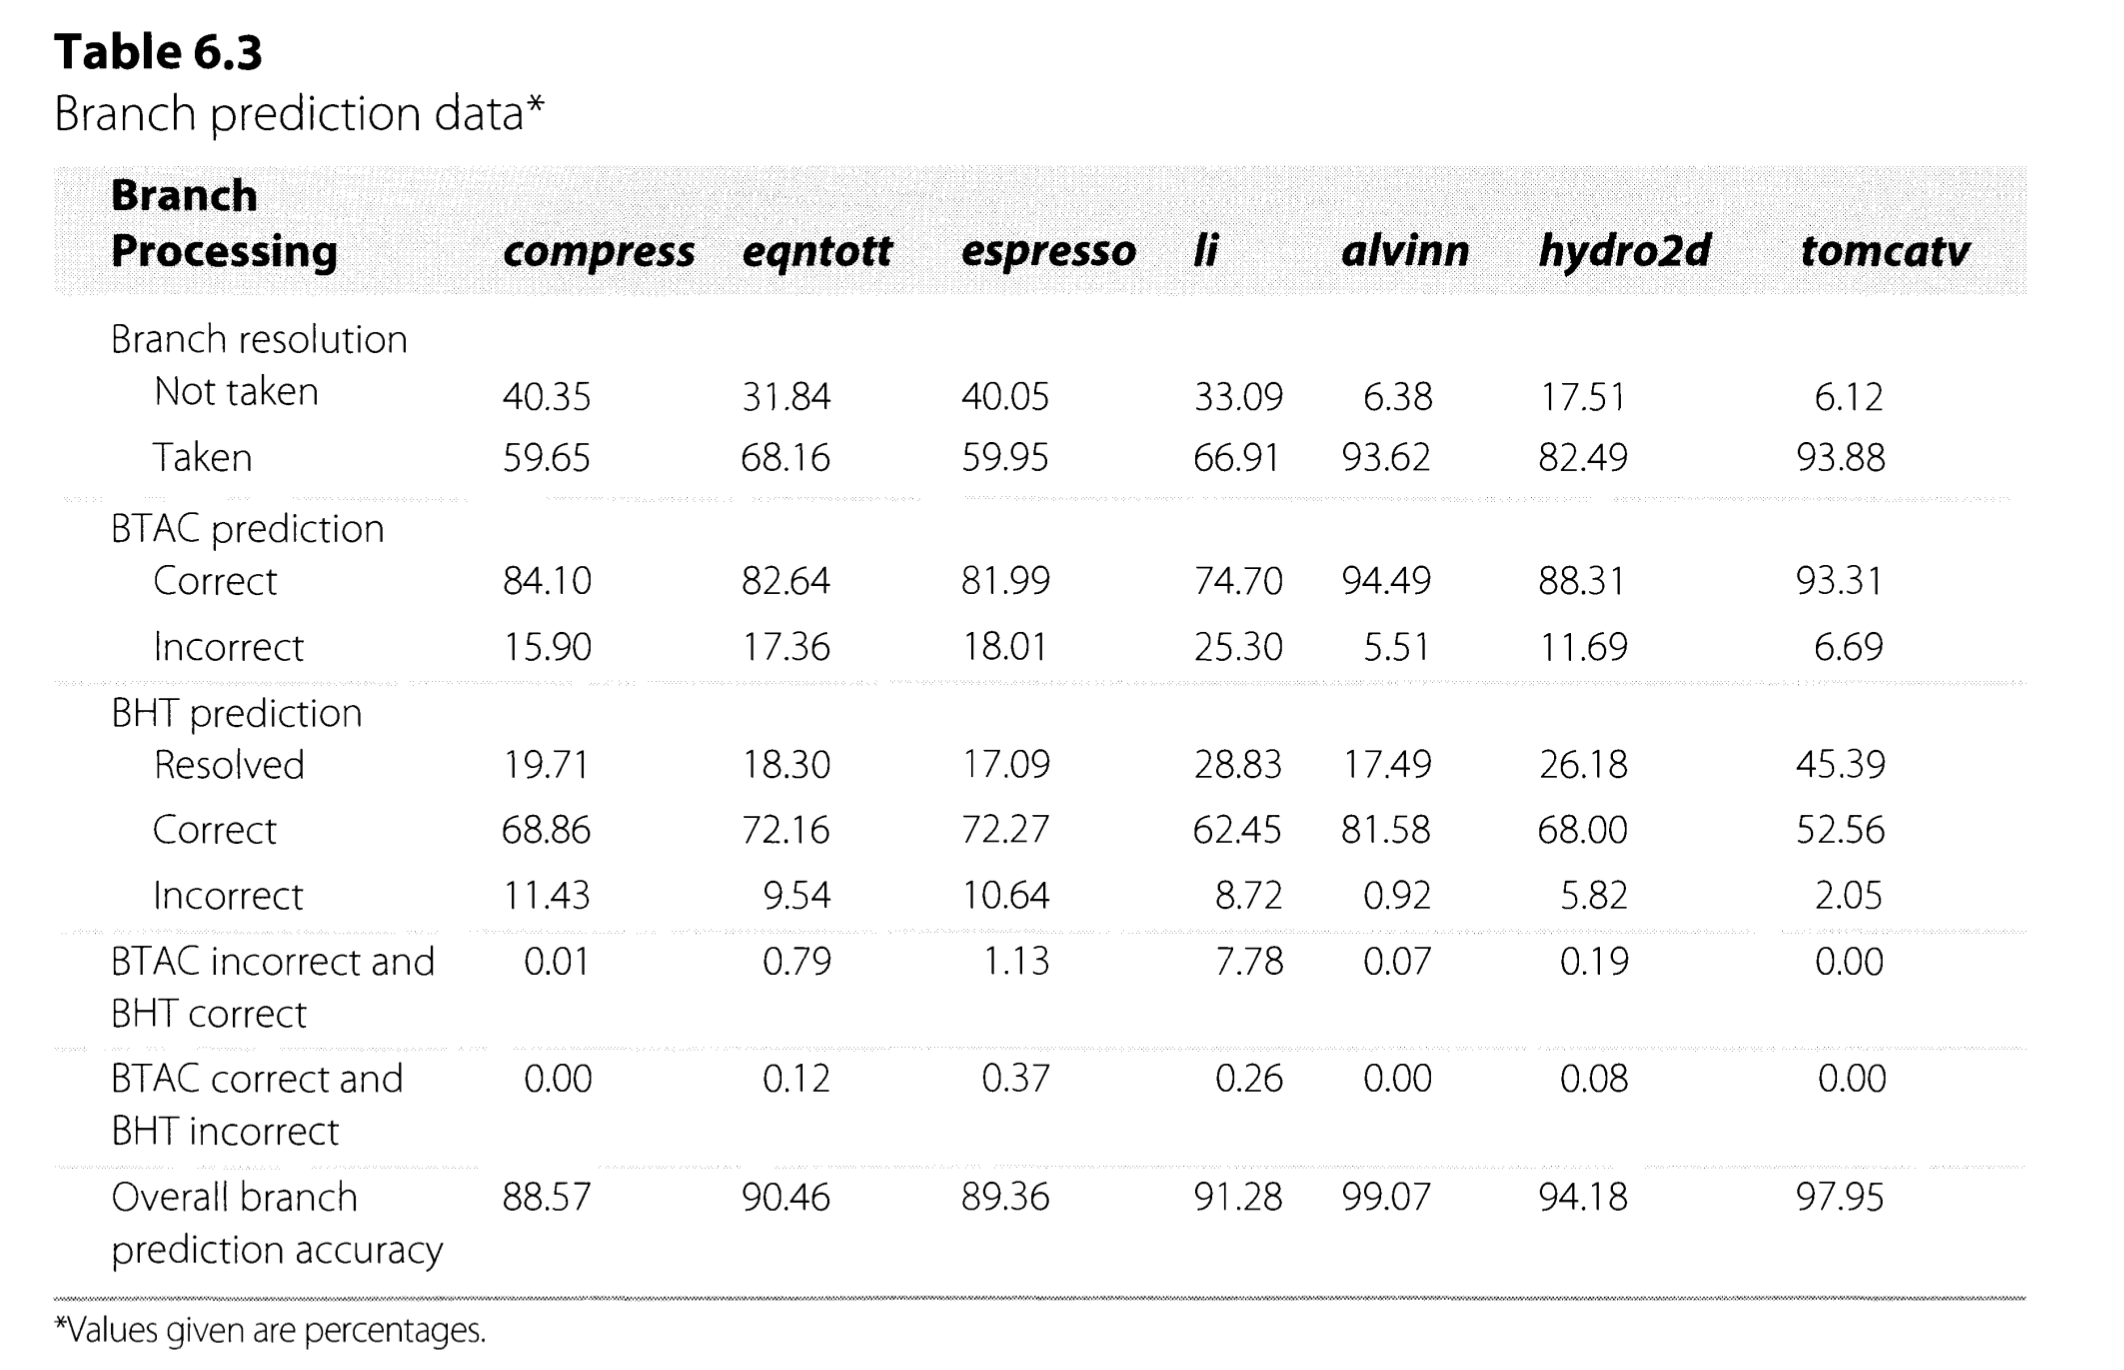 Table 6.3
Branch prediction data*
Branch
Processing compress eqntott espresso li alvinn hydro2d tomcatv
Branch resolution
Not taken 40.35 31.84 40.05 33.09 6.38 17.51 6.12
Taken 59.65 68.16 59.95 66.91 93.62 82.49 93.88
BTAC prediction
Correct 84.10 82.64 81.99 74.70 94.49 88.31 93.31
Incorrect 15.90 17.36 18.01 25.30 5.51 11.69 6.69
BHT prediction
Resolved 19.71 18.30 17.09 28.83 17.49 26.18 45.39
Correct 68.86 72.16 72.27 62.45 81.58 68.00 52.56
Incorrect 11.43 9.54 10.64 8.72 0.92 5.82 2.05
BTAC incorrect and 0.01 0.79 1.13 7.78 0.07 0.19 0.00
BHT correct
BTAC correct and 0.00 0.12 0.37 0.26 0.00 0.08 0.00
BHT incorrect
Overall branch 88.57 90.46 89.36 91.28 99.07 94.18 97.95
prediction accuracy
*Values given are percentages.